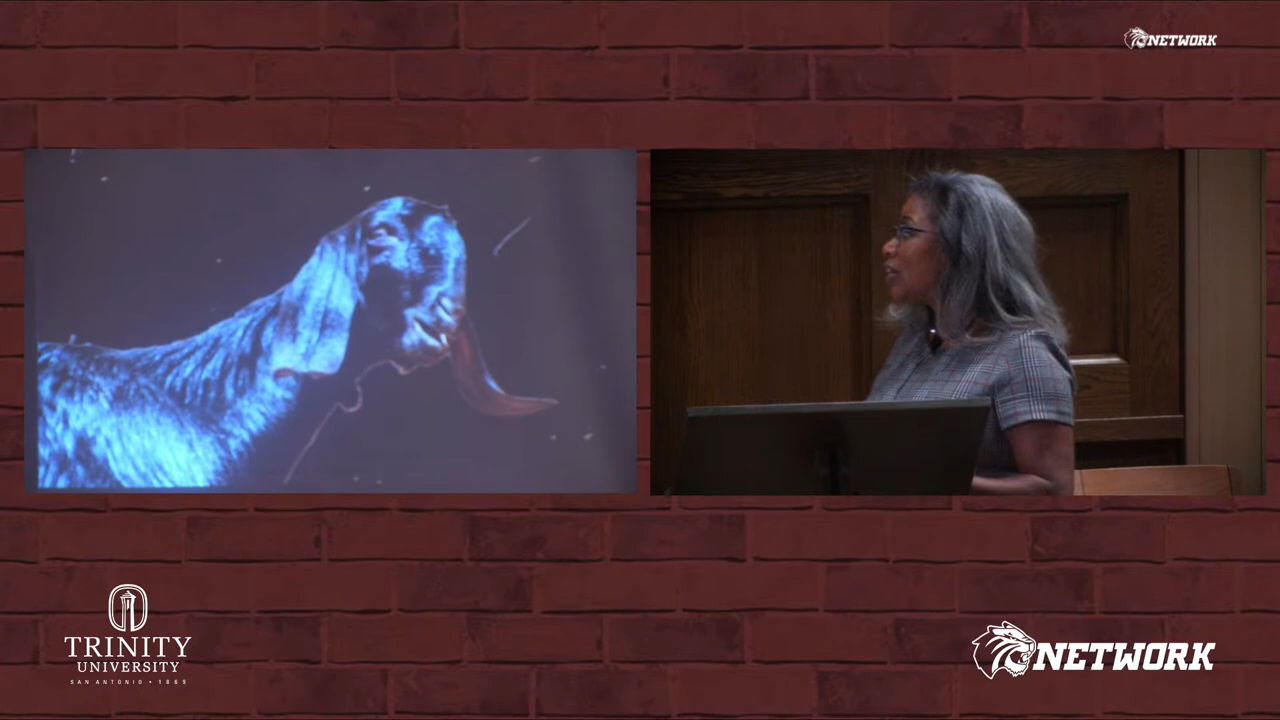 NETWORK
TRINITY
UNIVERSITY
SAN ANTONIO • 1869
NETWORK